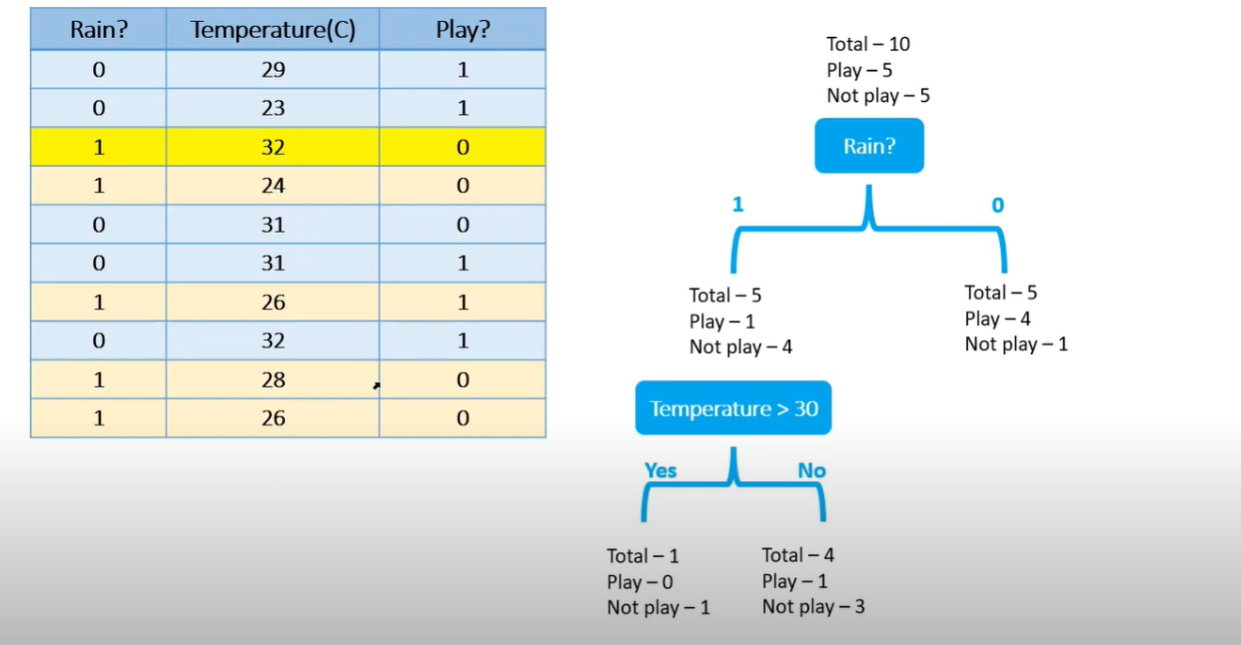 Rain? Temperature(C) Play?
0 29 1
0 23 1
1 32 0
1 24 0
0 31 0
0 31 1
1 26 1
0 32 1
1 28 0
1 26 0
Total – 10
Play – 5
Not play – 5
Rain?
1 0
Total – 5
Play – 1
Not play – 4
Total – 5
Play – 4
Not play – 1
Temperature > 30
Yes No
Total – 1
Play – 0
Not play – 1
Total – 4
Play – 1
Not play – 3